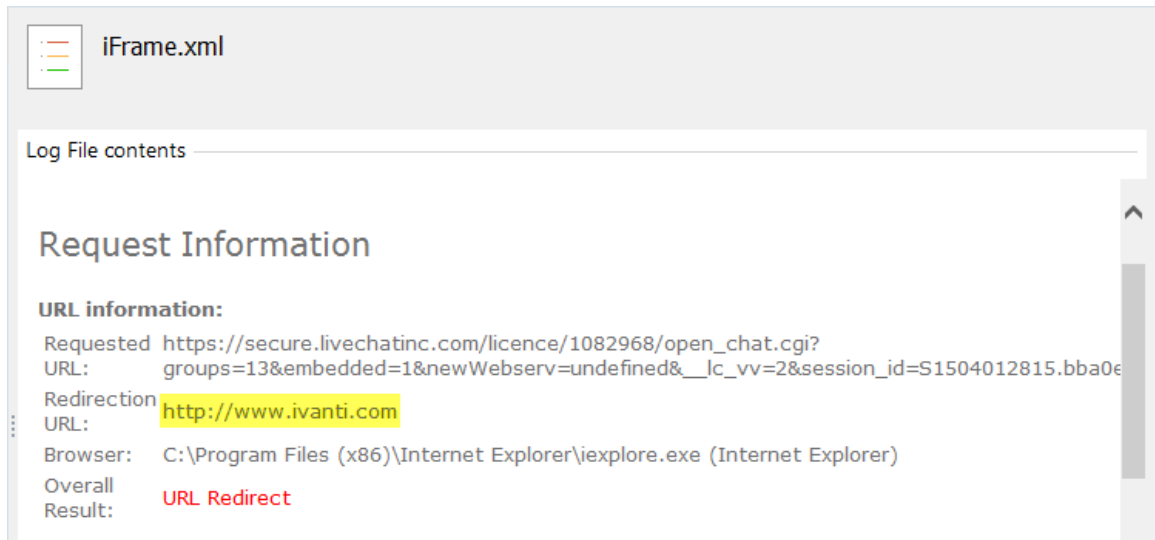 iFrame.xml
Log File contents
Request Information
URL information:
Requested URL: https://secure.livechatinc.com/licence/1082968/open_chat.cgi?
groups=13&embedded=1&newWebserv=undefined&__lc_vv=2&session_id=S1504012815.bba0e
Redirection URL: http://www.ivanti.com
Browser: C:\Program Files (x86)\Internet Explorer\iexplore.exe (Internet Explorer)
Overall Result: URL Redirect